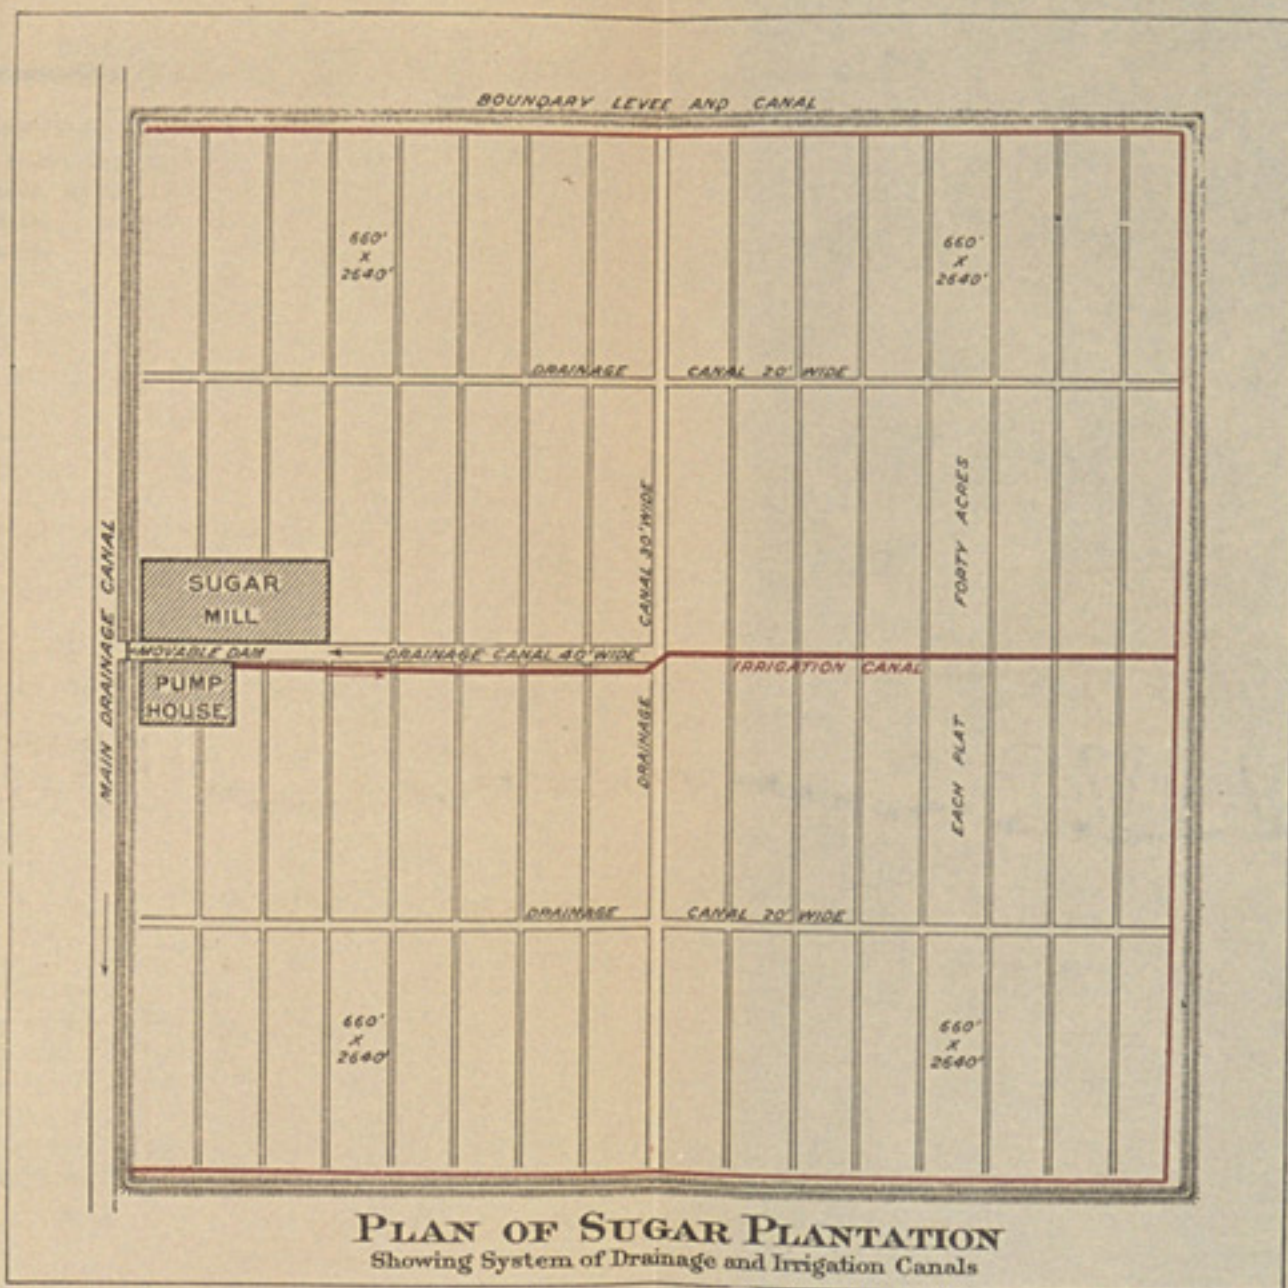 BOUNDARY LEVEE AND CANAL
660'
X
2640'
660'
X
2640'
DRAINAGE CANAL 20' WIDE
CANAL 30' WIDE
FORTY ACRES
MAIN DRAINAGE CANAL
SUGAR
MILL
MOVABLE DAM
DRAINAGE CANAL 40' WIDE
IRRIGATION CANAL
PUMP
HOUSE
DRAINAGE
EACH PLAT
DRAINAGE CANAL 20' WIDE
660'
X
2640'
660'
X
2640'
PLAN OF SUGAR PLANTATION
Showing System of Drainage and Irrigation Canals